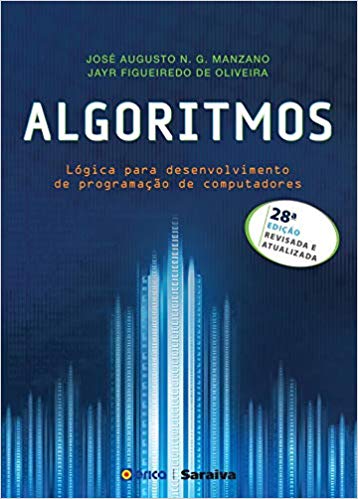 JOSÉ AUGUSTO N. G. MANZANO
JAYR FIGUEIREDO DE OLIVEIRA
ALGORITMOS
Lógica para desenvolvimento
de programação de computadores
28ª
EDIÇÃO
REVISADA E
ATUALIZADA
érica | Saraiva